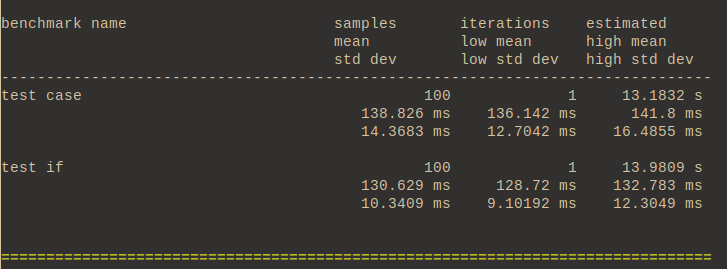 benchmark name samples iterations estimated
mean low mean high mean
std dev low std dev high std dev
-------------------------------------------------------------------------------
test case 100 1 13.1832 s
138.826 ms 136.142 ms 141.8 ms
14.3683 ms 12.7042 ms 16.4855 ms
test if 100 1 13.9809 s
130.629 ms 128.72 ms 132.783 ms
10.3409 ms 9.10192 ms 12.3049 ms
===============================================================================